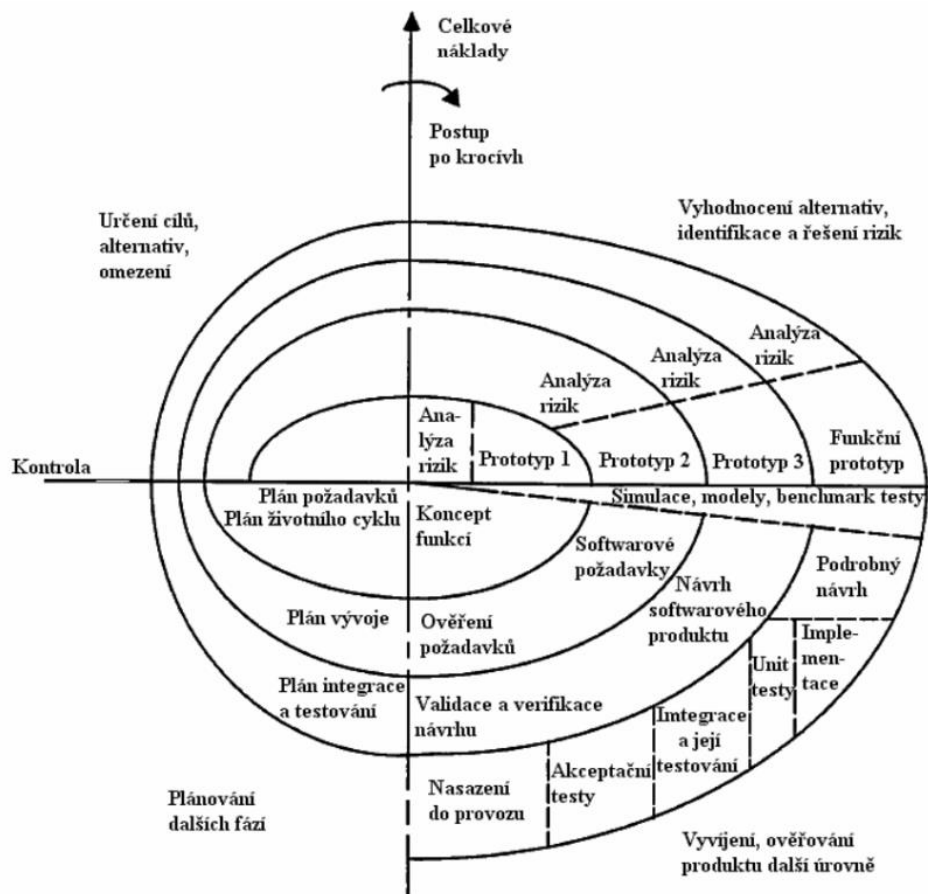 Celkové
náklady
Postup
po krocívh
Určení cílů,
alternativ,
omezení
Vyhodnocení alternativ,
identifikace a řešení rizik
Analýza
rizik
Analýza
rizik
Analýza
rizik
Ana-
lýza
rizik
Prototyp 1
Prototyp 2
Prototyp 3
Funkční
prototyp
Kontrola
Plán požadavků
Plán životního cyklu
Koncept
funkcí
Simulace, modely, benchmark testy
Softwarové
požadavky
Návrh
softwarového
produktu
Podrobný
návrh
Plán vývoje
Ověření
požadavků
Unit
testy
Imple-
men-
tace
Plán integrace
a testování
Validace a verifikace
návrhu
Imtegrace
a její
testování
Nasazení
do provozu
Akceptační
testy
Plánování
dalších fází
Vyvíjení, ověřování
produktu další úrovně